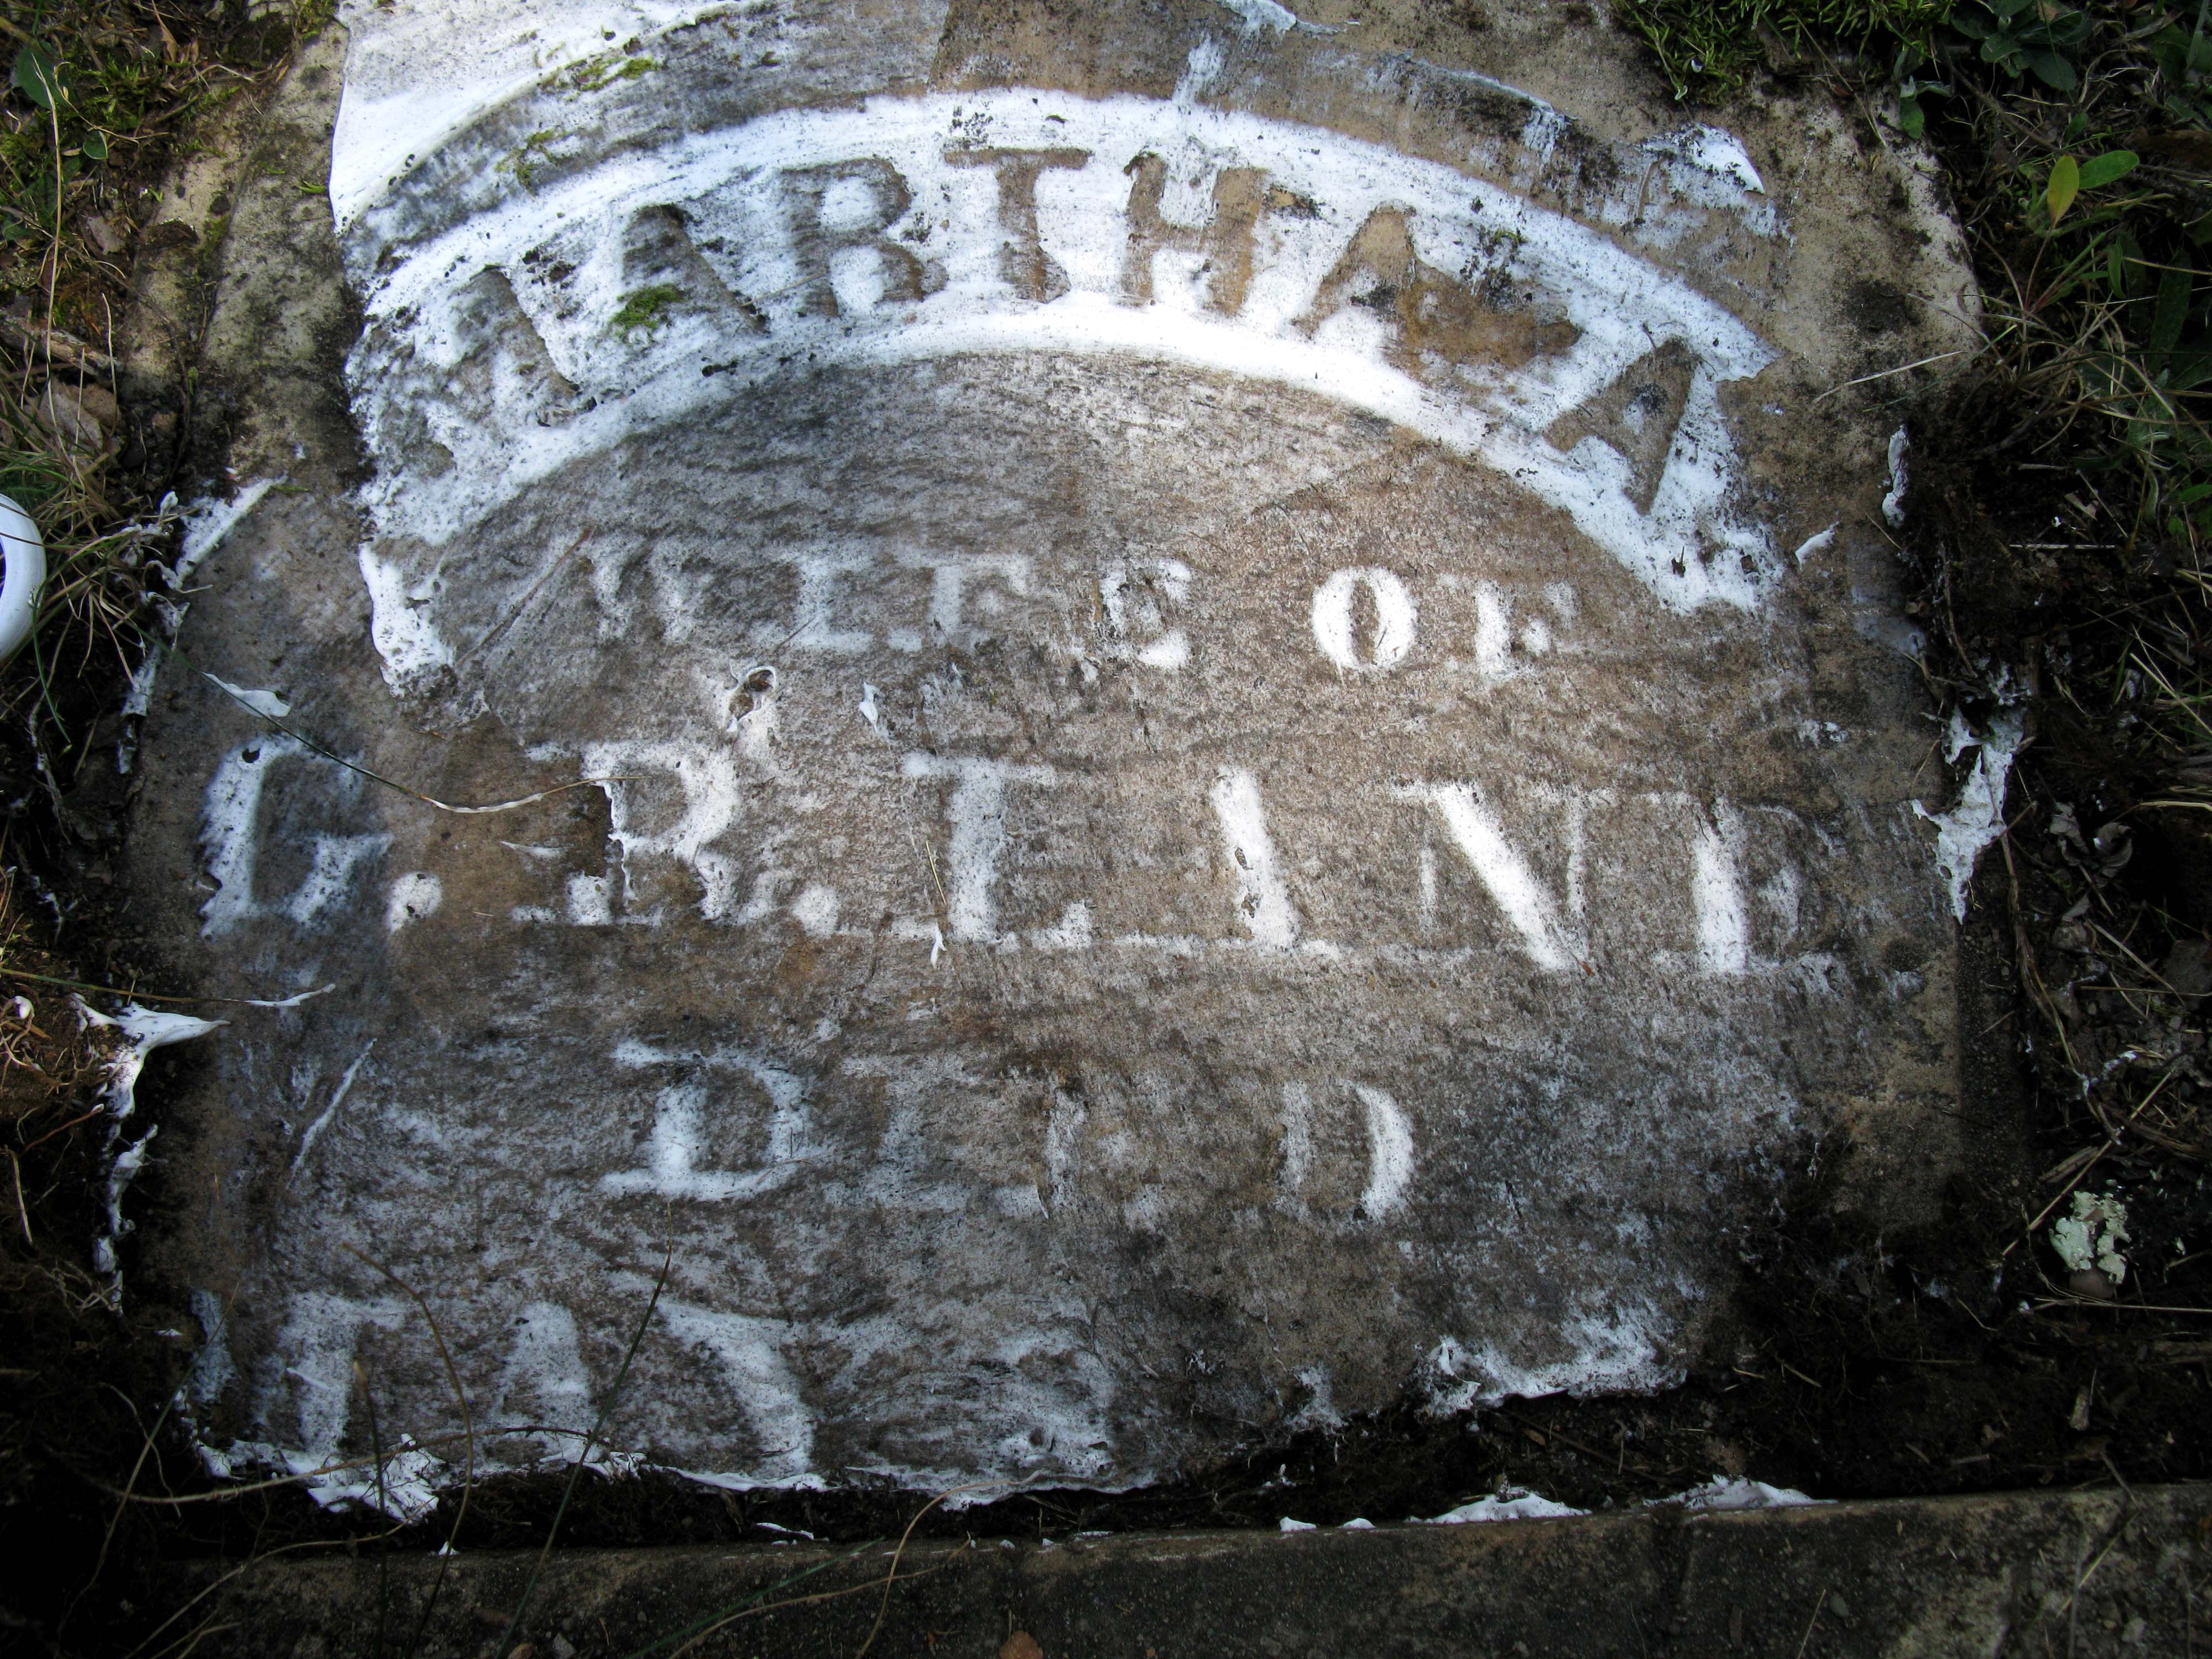 MARTHA A
WIFE OF
G. R. LANE
DIED